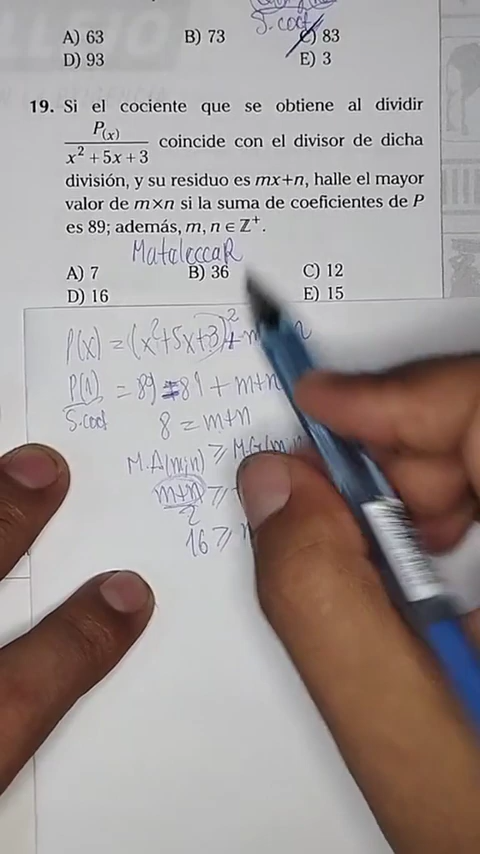 A) 63 B) 73 C) 83
S. coef
D) 93 E) 3
19. Si el cociente que se obtiene al dividir
P(x)
x² + 5x + 3
coincide con el divisor de dicha
división, y su residuo es mx+n, halle el mayor
valor de m×n si la suma de coeficientes de P
es 89; además, m, n ∈ Z⁺.
MataleccaR
A) 7 B) 36 C) 12
D) 16 E) 15
P(x) = (x²+5x+3)²+
P(1) = 89 = 81 + m+n
S. coef 8 = m+n
M.A(m;n) ≥ M.G(m;n
m+n ≥
2
16 ≥